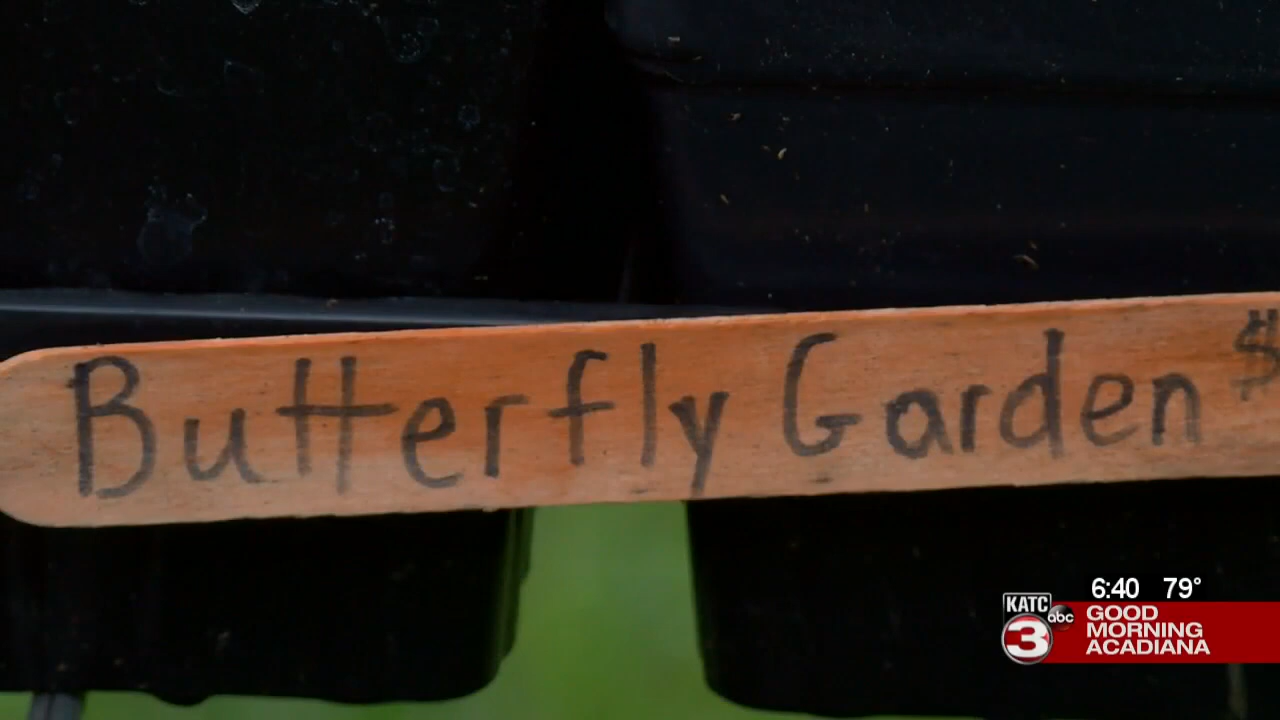 Butterfly Garden $
6:40 79°
KATC
3
abc
GOOD
MORNING
ACADIANA